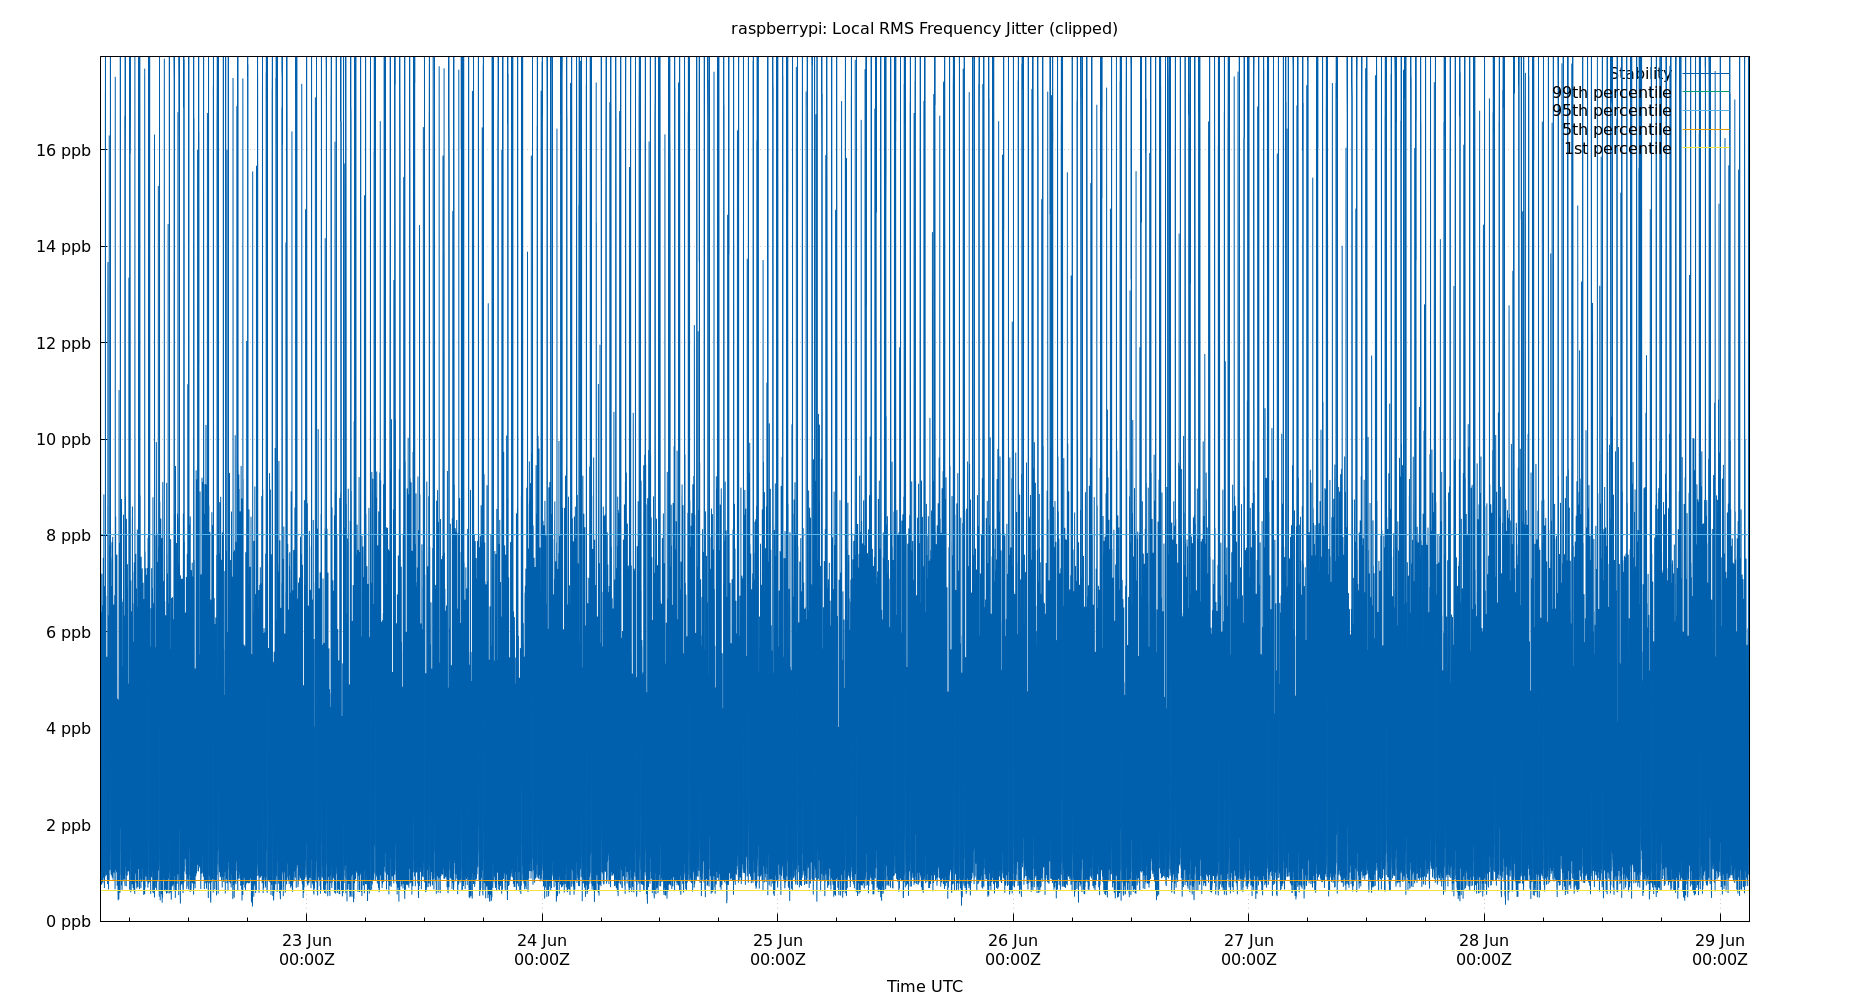 raspberrypi: Local RMS Frequency Jitter (clipped)
Stability
99th percentile
95th percentile
5th percentile
1st percentile
16 ppb
14 ppb
12 ppb
10 ppb
8 ppb
6 ppb
4 ppb
2 ppb
0 ppb
23 Jun 24 Jun 25 Jun 26 Jun 27 Jun 28 Jun 29 Jun
00:00Z 00:00Z 00:00Z 00:00Z 00:00Z 00:00Z 00:00Z
Time UTC